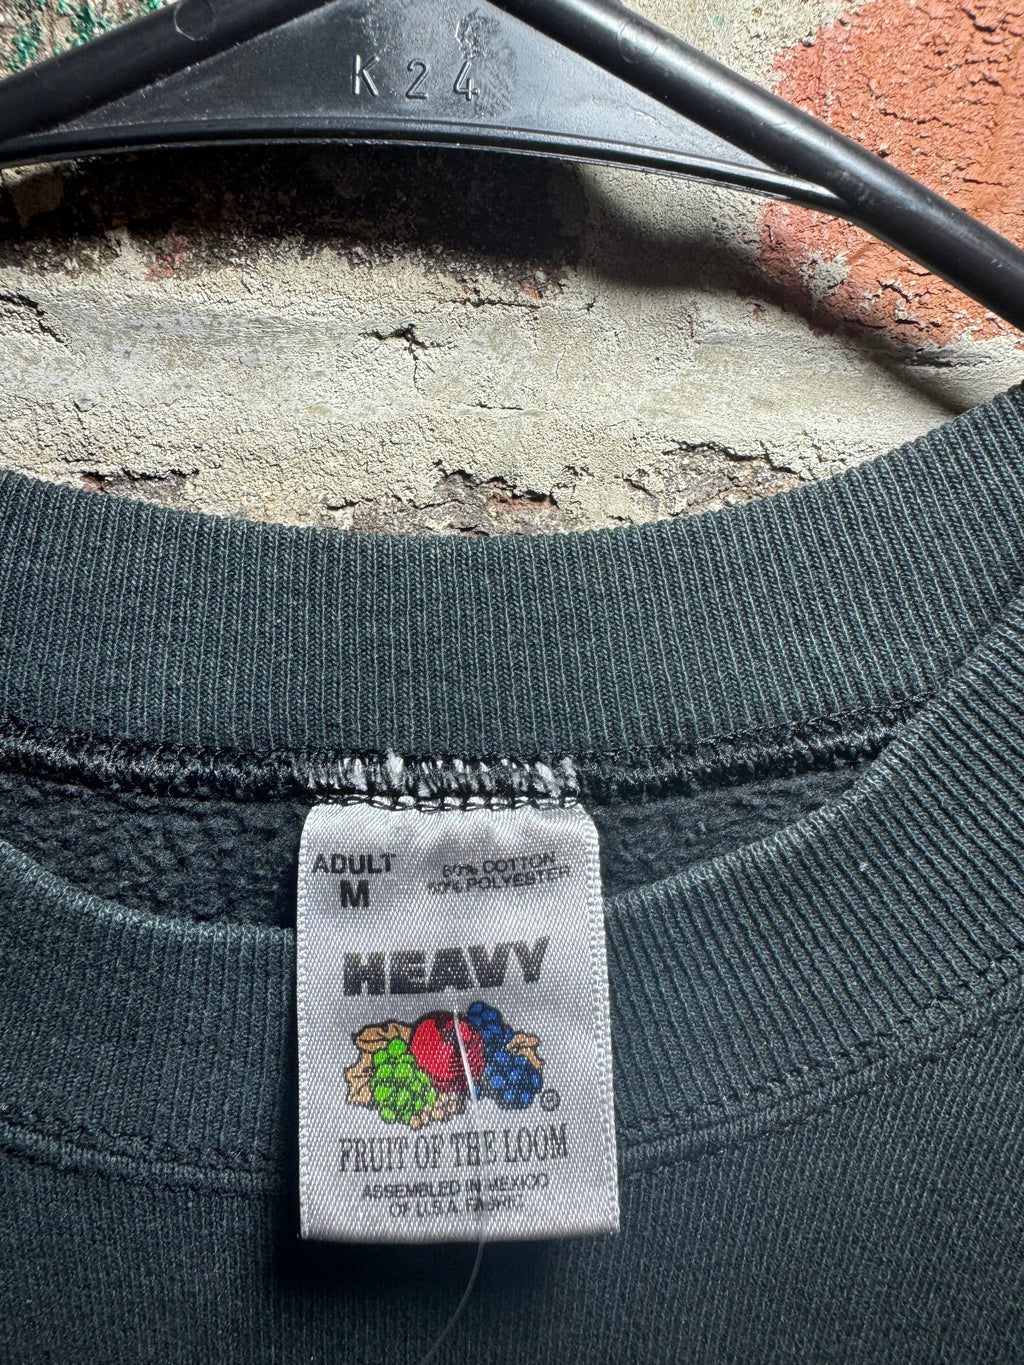 K24
ADULT
M
50% COTTON
50% POLYESTER
HEAVY
®
FRUIT OF THE LOOM
ASSEMBLED IN MEXICO
OF U.S.A. FABRIC